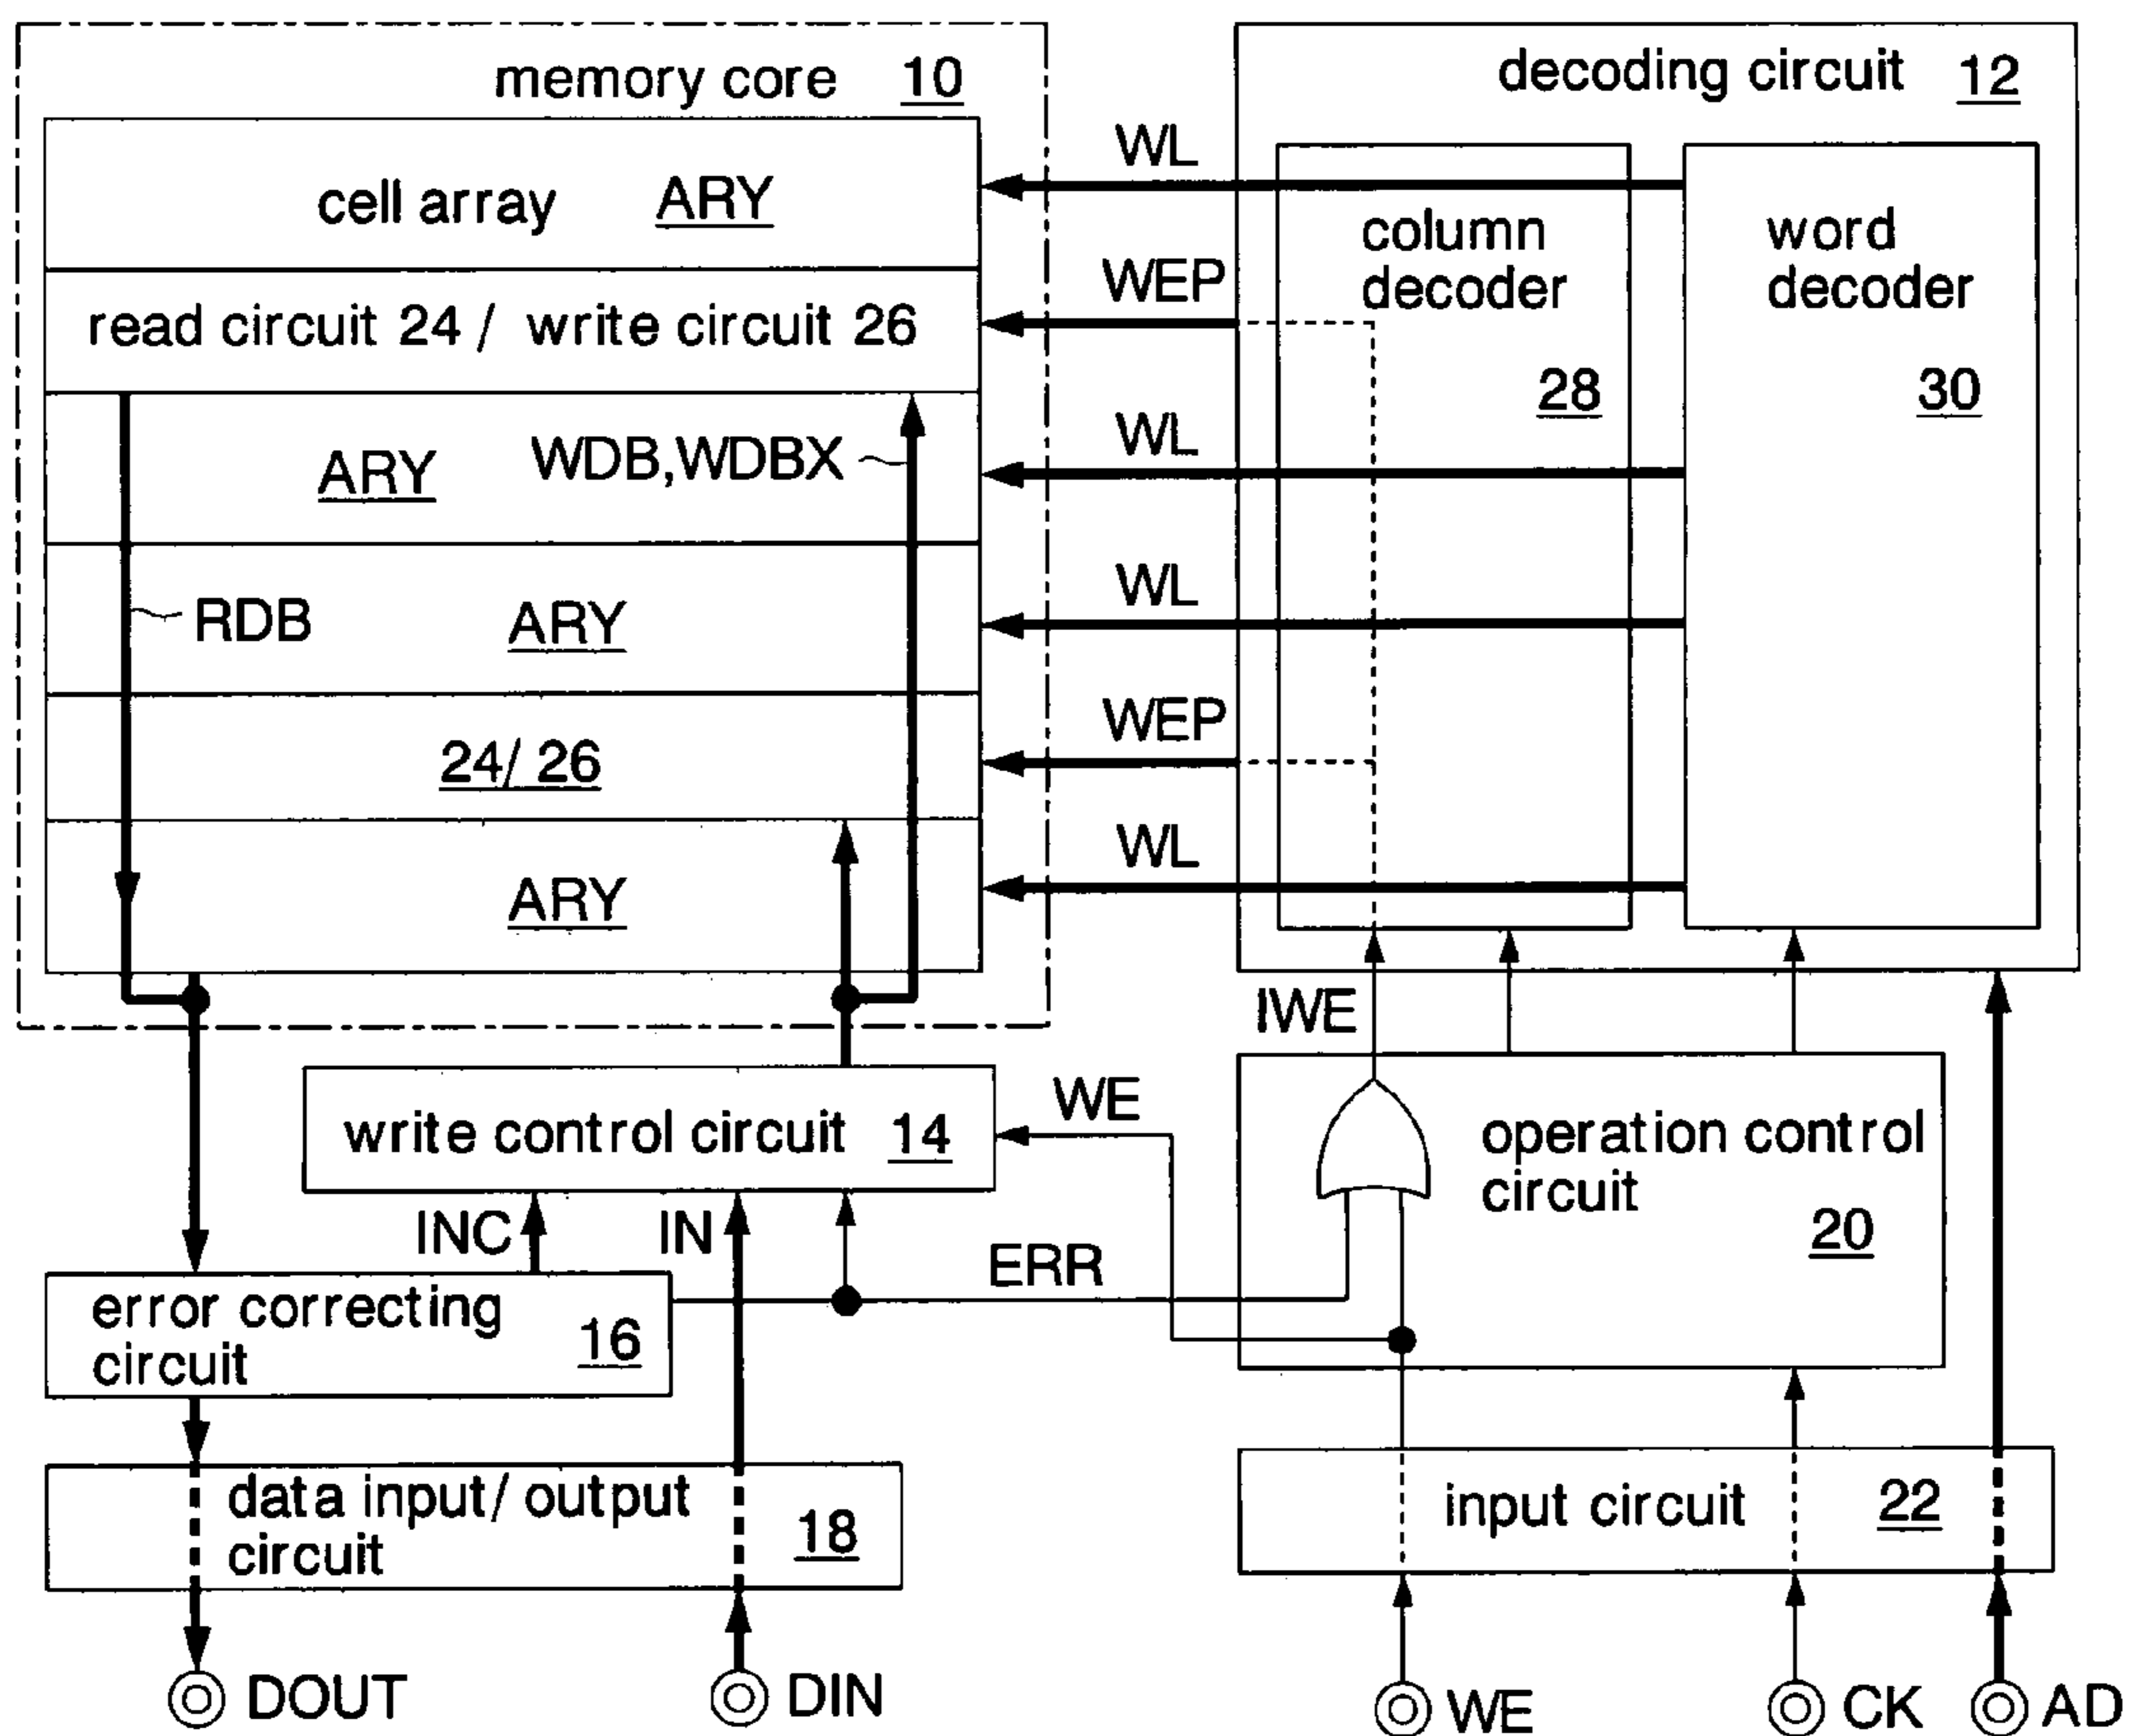 memory core 10
decoding circuit 12
cell array ARY
WL
column
decoder
28
word
decoder
30
read circuit 24 / write circuit 26
WEP
ARY
WDB,WDBX
WL
RDB
ARY
WL
24/ 26
WEP
ARY
WL
IWE
write control circuit 14
WE
operation control
circuit
20
INC
IN
ERR
error correcting
circuit
16
data input/ output
circuit
18
input circuit 22
DOUT
DIN
WE
CK
AD